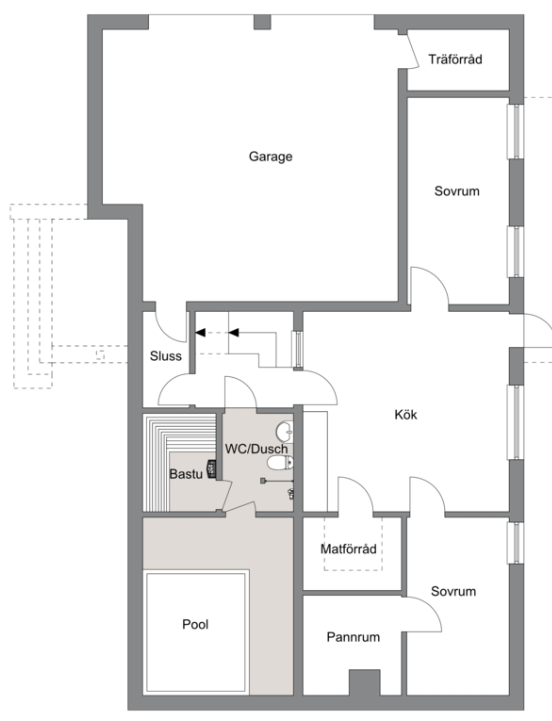 Träförråd
Garage
Sovrum
Sluss
Kök
WC/Dusch
Bastu
Matförråd
Sovrum
Pool
Pannrum